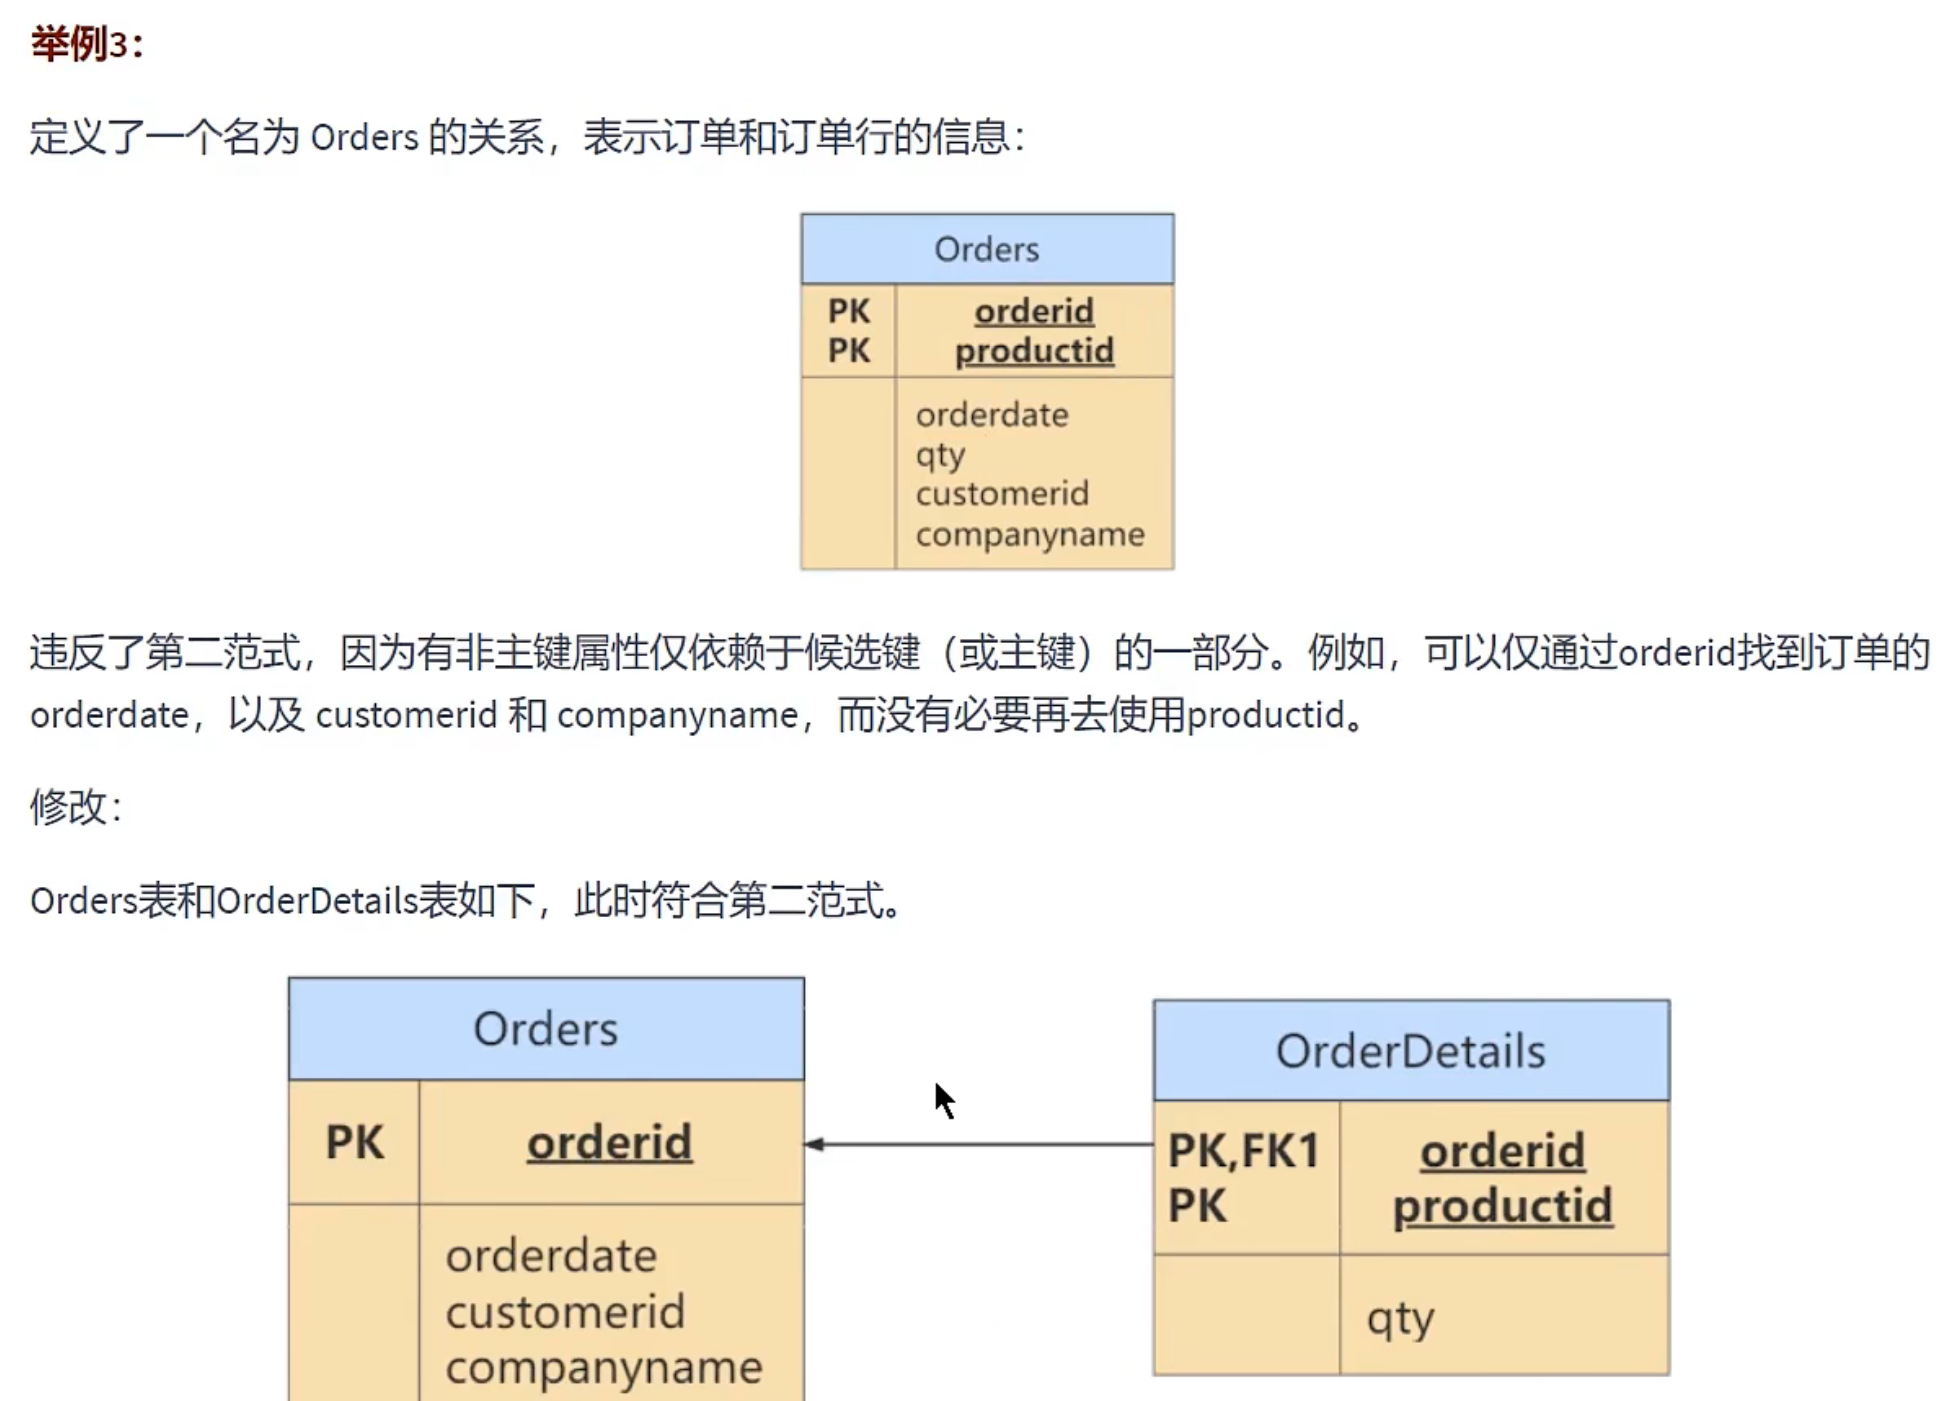 举例3：
定义了一个名为 Orders 的关系，表示订单和订单行的信息：
Orders
PK orderid
PK productid
orderdate
qty
customerid
companyname
违反了第二范式，因为有非主键属性仅依赖于候选键（或主键）的一部分。例如，可以仅通过orderid找到订单的
orderdate，以及 customerid 和 companyname，而没有必要再去使用productid。
修改：
Orders表和OrderDetails表如下，此时符合第二范式。
Orders
PK orderid
orderdate
customerid
companyname
OrderDetails
PK,FK1 orderid
PK productid
qty